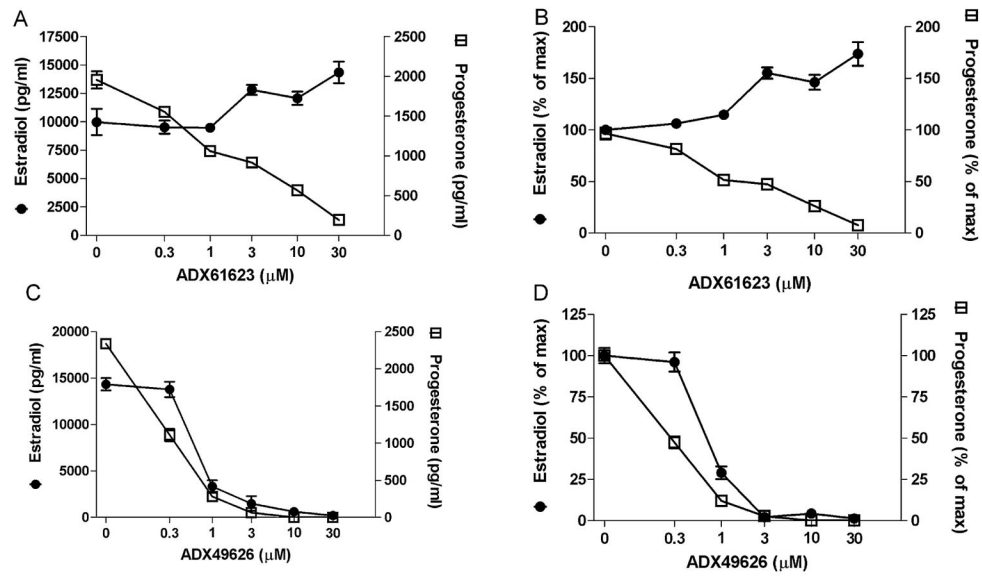 A
Estradiol (pg/ml)
17500
15000
12500
10000
7500
5000
2500
0
2500
2000
1500
1000
500
0
Progesterone (pg/ml)
0 0.3 1 3 10 30
ADX61623 (μM)
B
Estradiol (% of max)
200
150
100
50
0
200
150
100
50
0
Progesterone (% of max)
0 0.3 1 3 10 30
ADX61623 (μM)
C
Estradiol (pg/ml)
20000
15000
10000
5000
0
2500
2000
1500
1000
500
0
Progesterone (pg/ml)
0 0.3 1 3 10 30
ADX49626 (μM)
D
Estradiol (% of max)
125
100
75
50
25
0
125
100
75
50
25
0
Progesterone (% of max)
0 0.3 1 3 10 30
ADX49626 (μM)